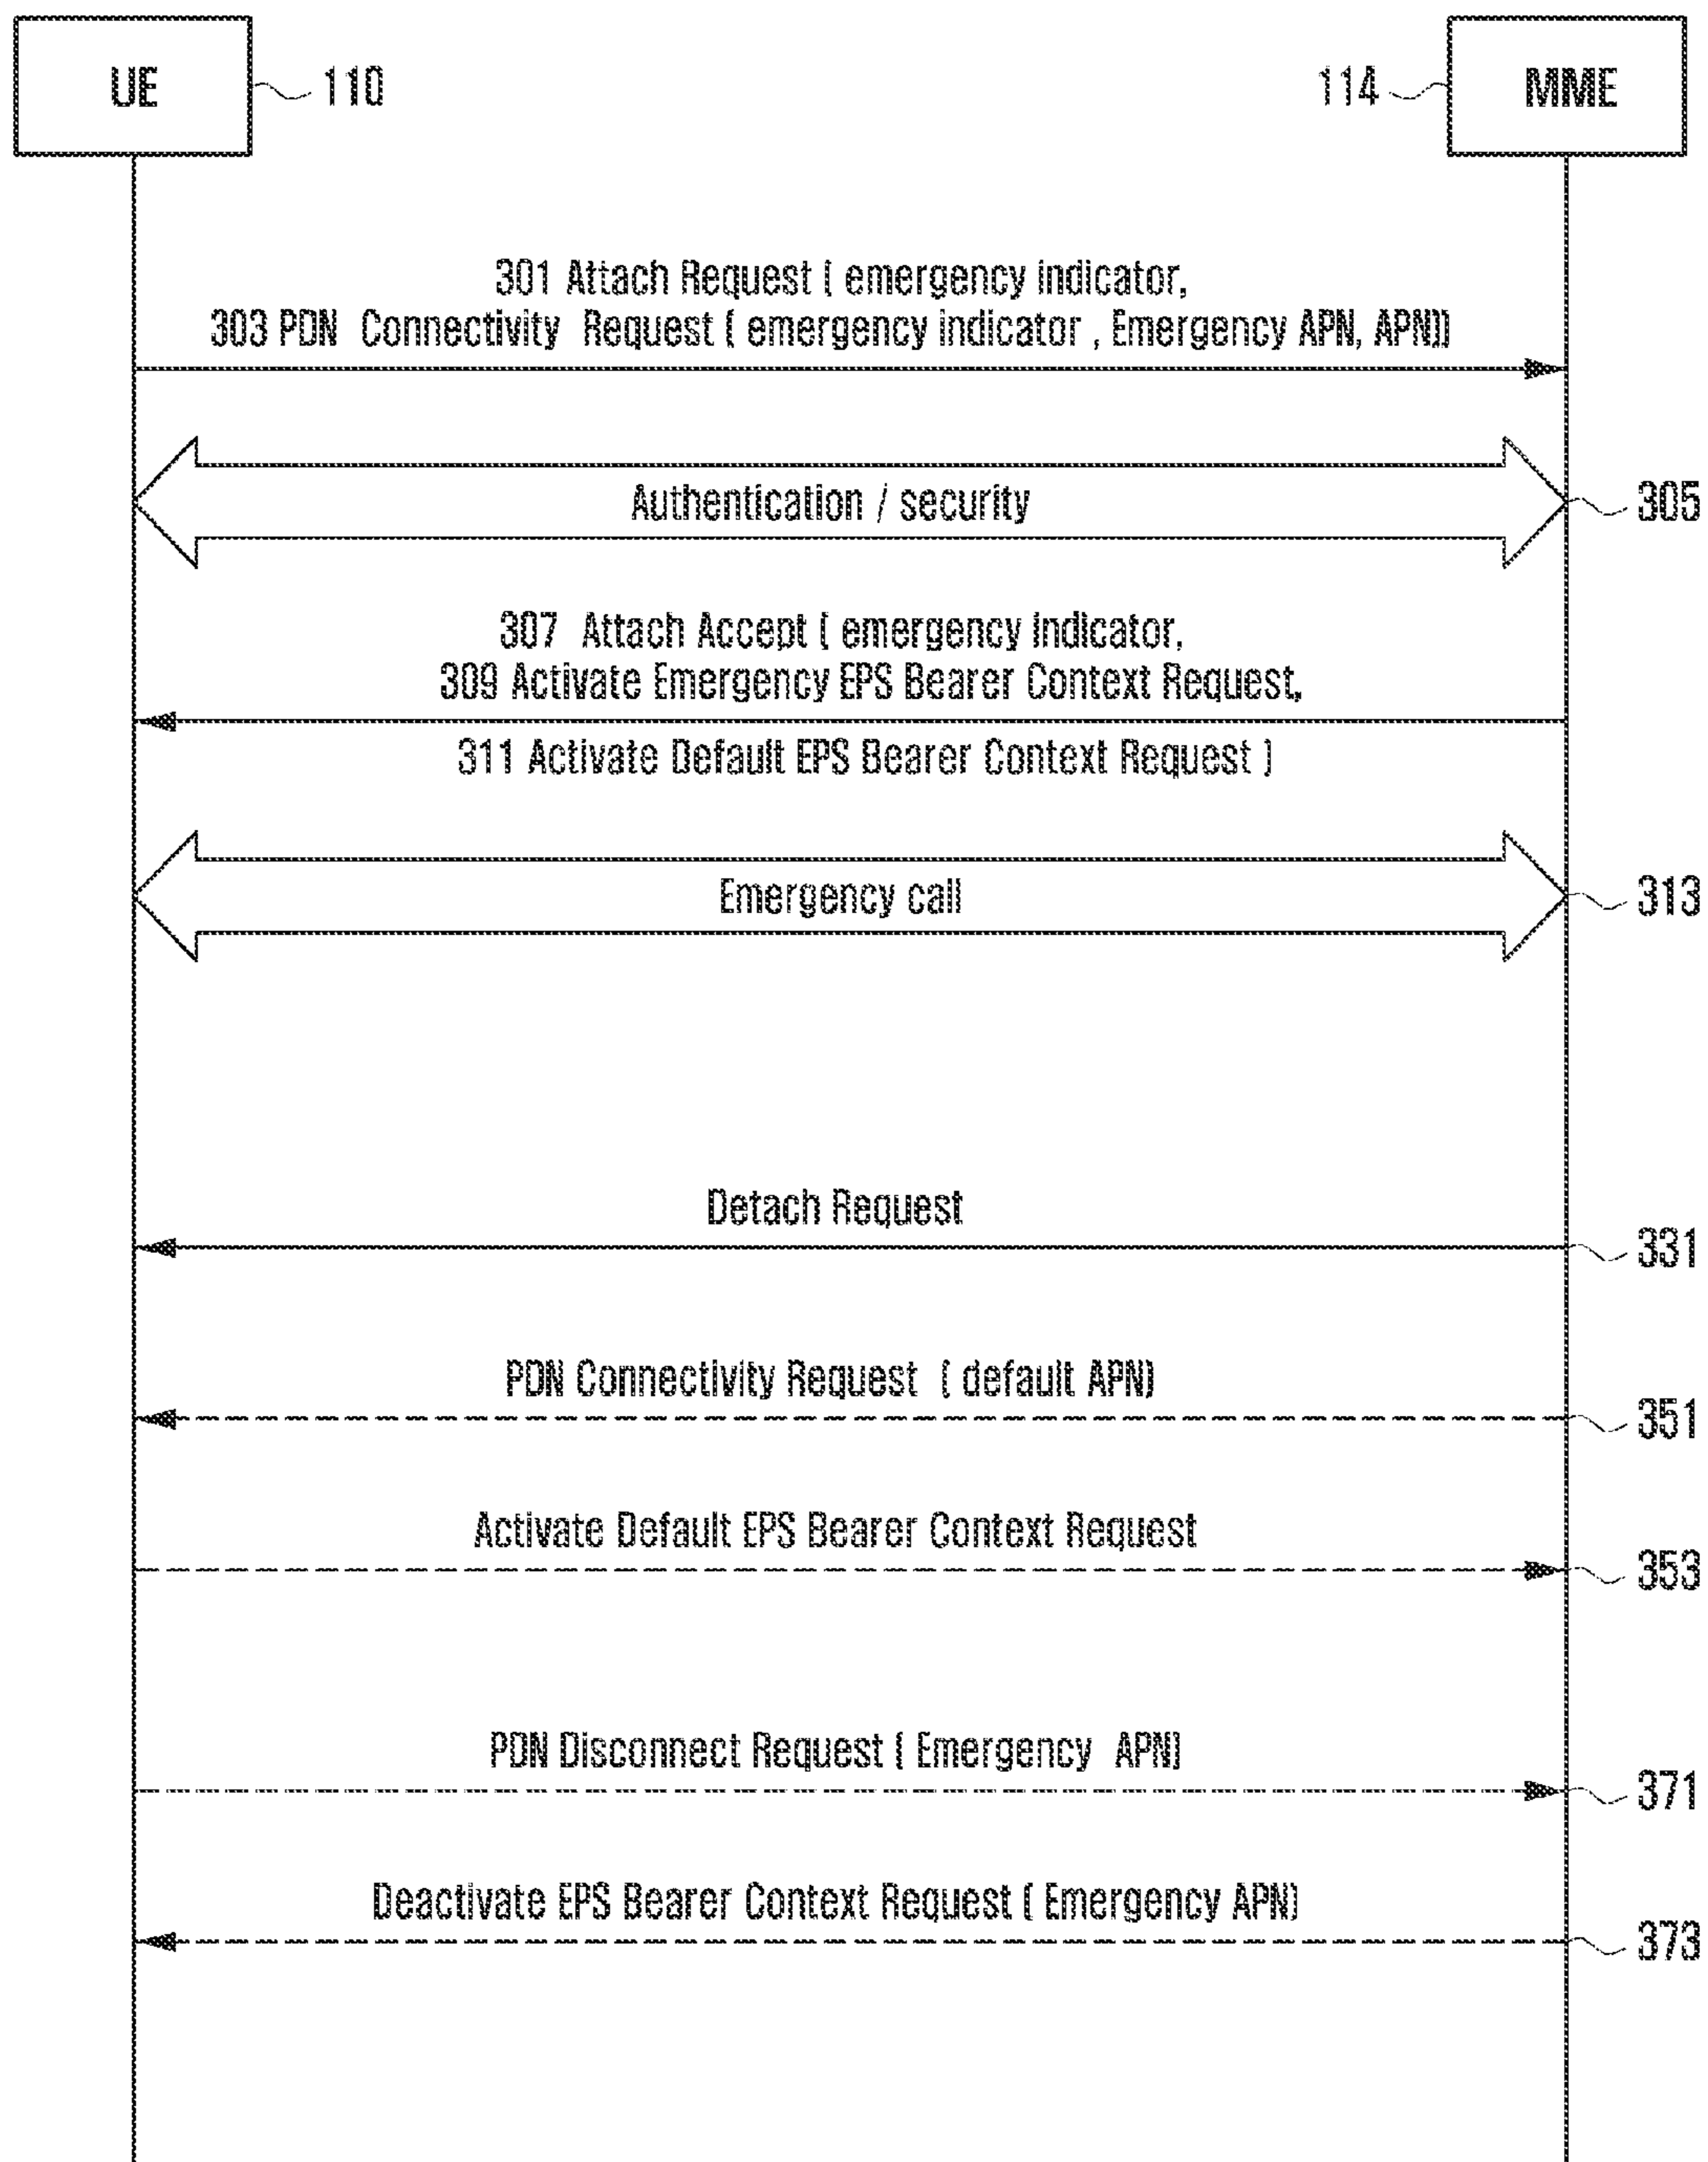 UE 110 114 MME
301 Attach Request ( emergency indicator,
303 PDN Connectivity Request ( emergency indicator , Emergency APN, APN))
Authentication / security 305
307 Attach Accept ( emergency indicator,
309 Activate Emergency EPS Bearer Context Request,
311 Activate Default EPS Bearer Context Request )
Emergency call 313
Detach Request
331
PDN Connectivity Request ( default APN)
351
Activate Default EPS Bearer Context Request
353
PDN Disconnect Request ( Emergency APN)
371
Deactivate EPS Bearer Context Request ( Emergency APN)
373